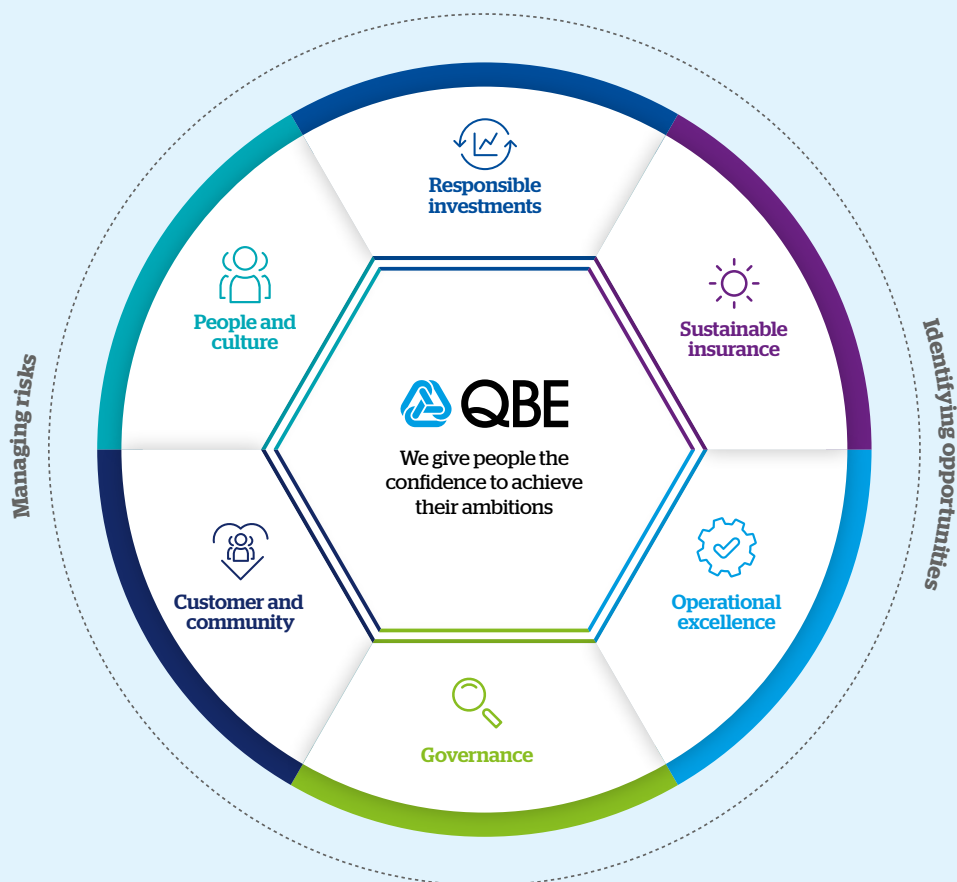 Responsible
investments
Sustainable
insurance
Operational
excellence
Governance
Customer and
community
People and
culture
QBE
We give people the
confidence to achieve
their ambitions
Managing risks
Identifying opportunities